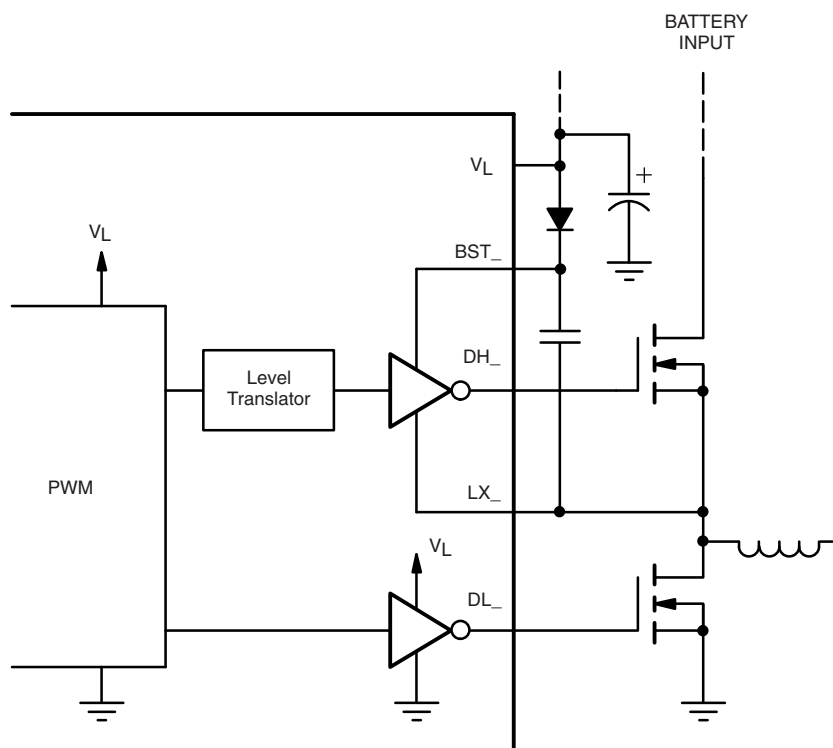 BATTERY
INPUT
VL
+
VL
BST_
DH_
Level
Translator
PWM
LX_
VL
DL_